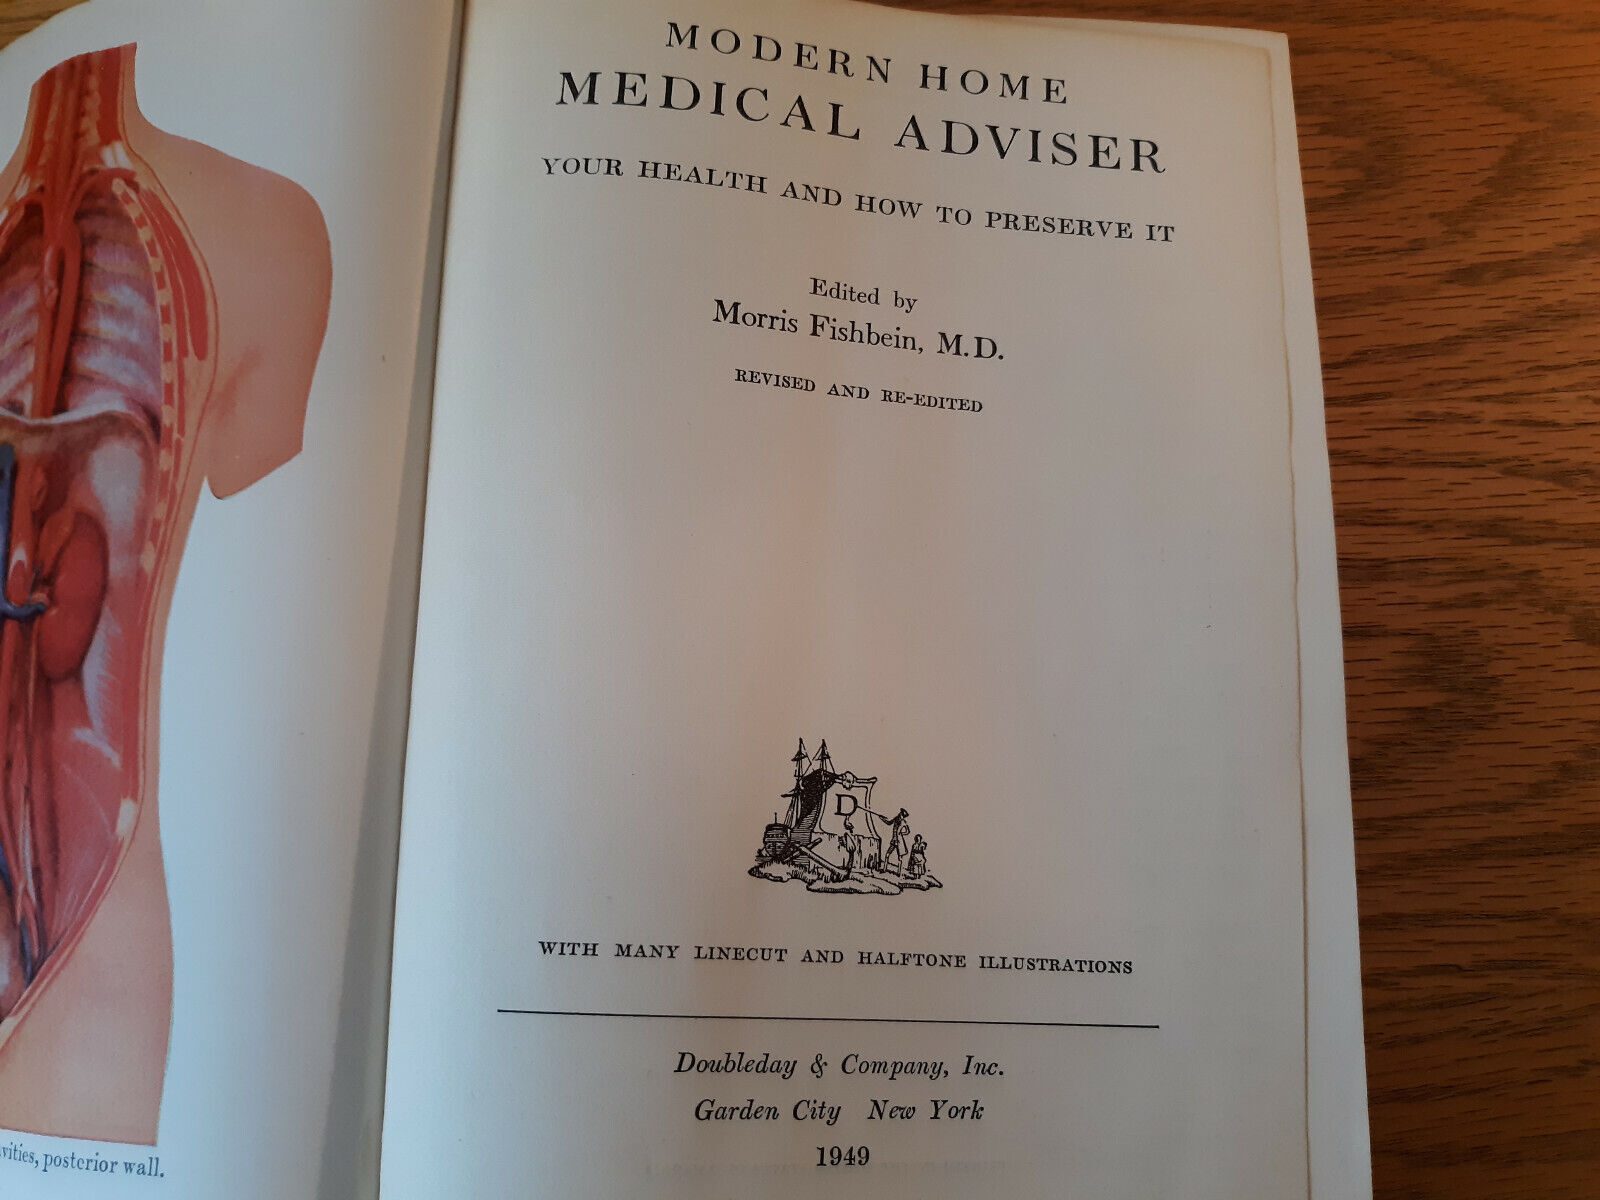 MODERN HOME
MEDICAL ADVISER
YOUR HEALTH AND HOW TO PRESERVE IT
Edited by
Morris Fishbein, M.D.
REVISED AND RE-EDITED
D
WITH MANY LINECUT AND HALFTONE ILLUSTRATIONS
Doubleday & Company, Inc.
Garden City New York
1949
posterior wall.